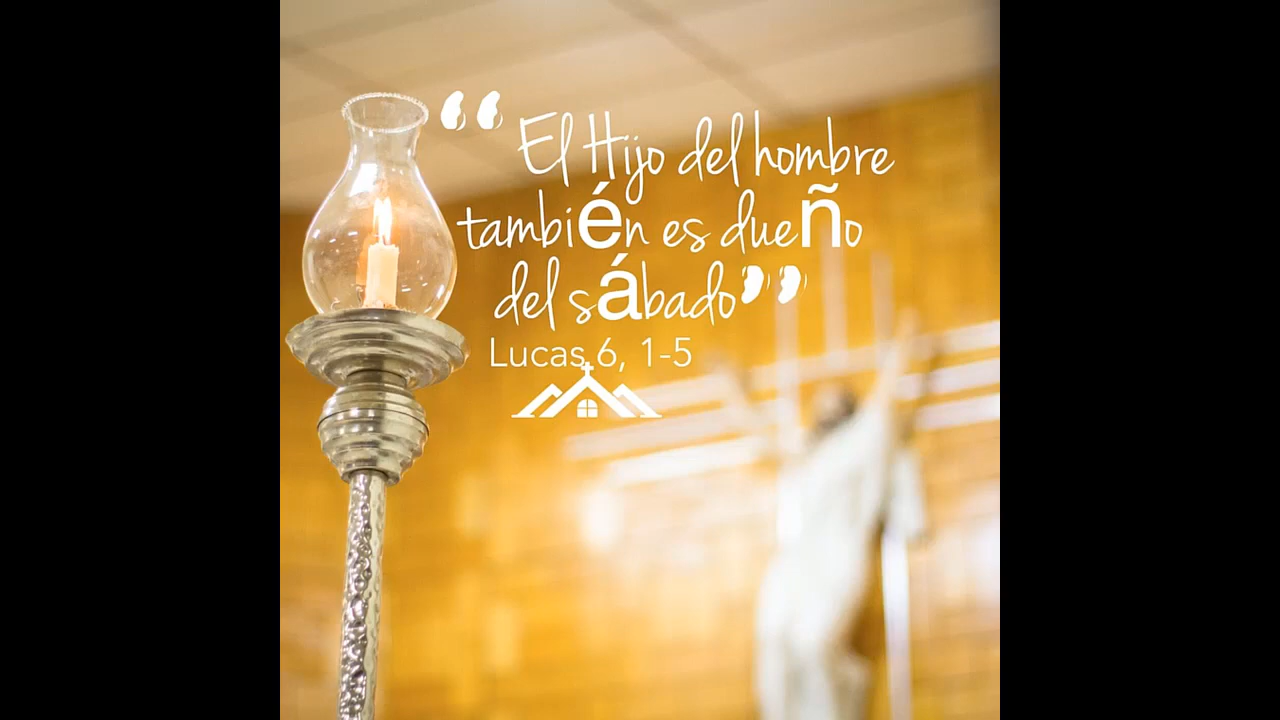 “ El Hijo del hombre
también es dueño
del sábado”
Lucas 6, 1-5